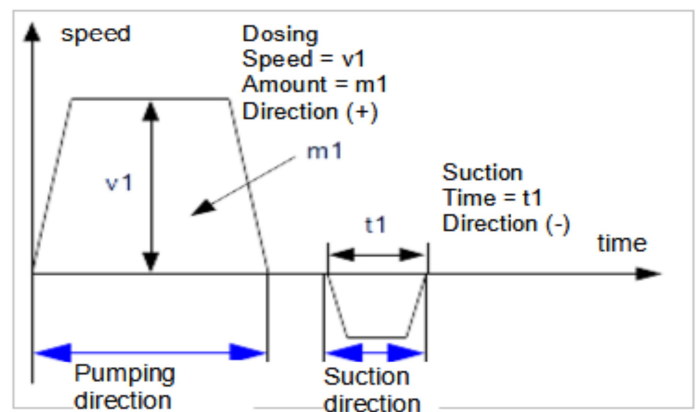 speed
Dosing
Speed = v1
Amount = m1
Direction (+)
m1
v1
Suction
Time = t1
Direction (-)
t1
time
Pumping
direction
Suction
direction